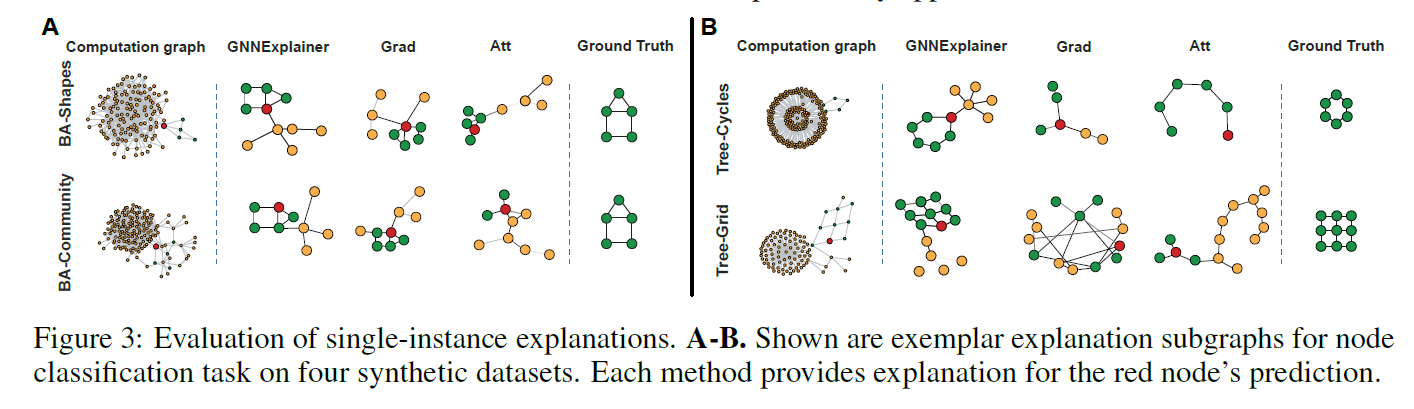 A
B
Computation graph GNNExplainer Grad Att Ground Truth
Computation graph GNNExplainer Grad Att Ground Truth
BA-Shapes
BA-Community
Tree-Cycles
Tree-Grid
Figure 3: Evaluation of single-instance explanations. A-B. Shown are exemplar explanation subgraphs for node
classification task on four synthetic datasets. Each method provides explanation for the red node's prediction.